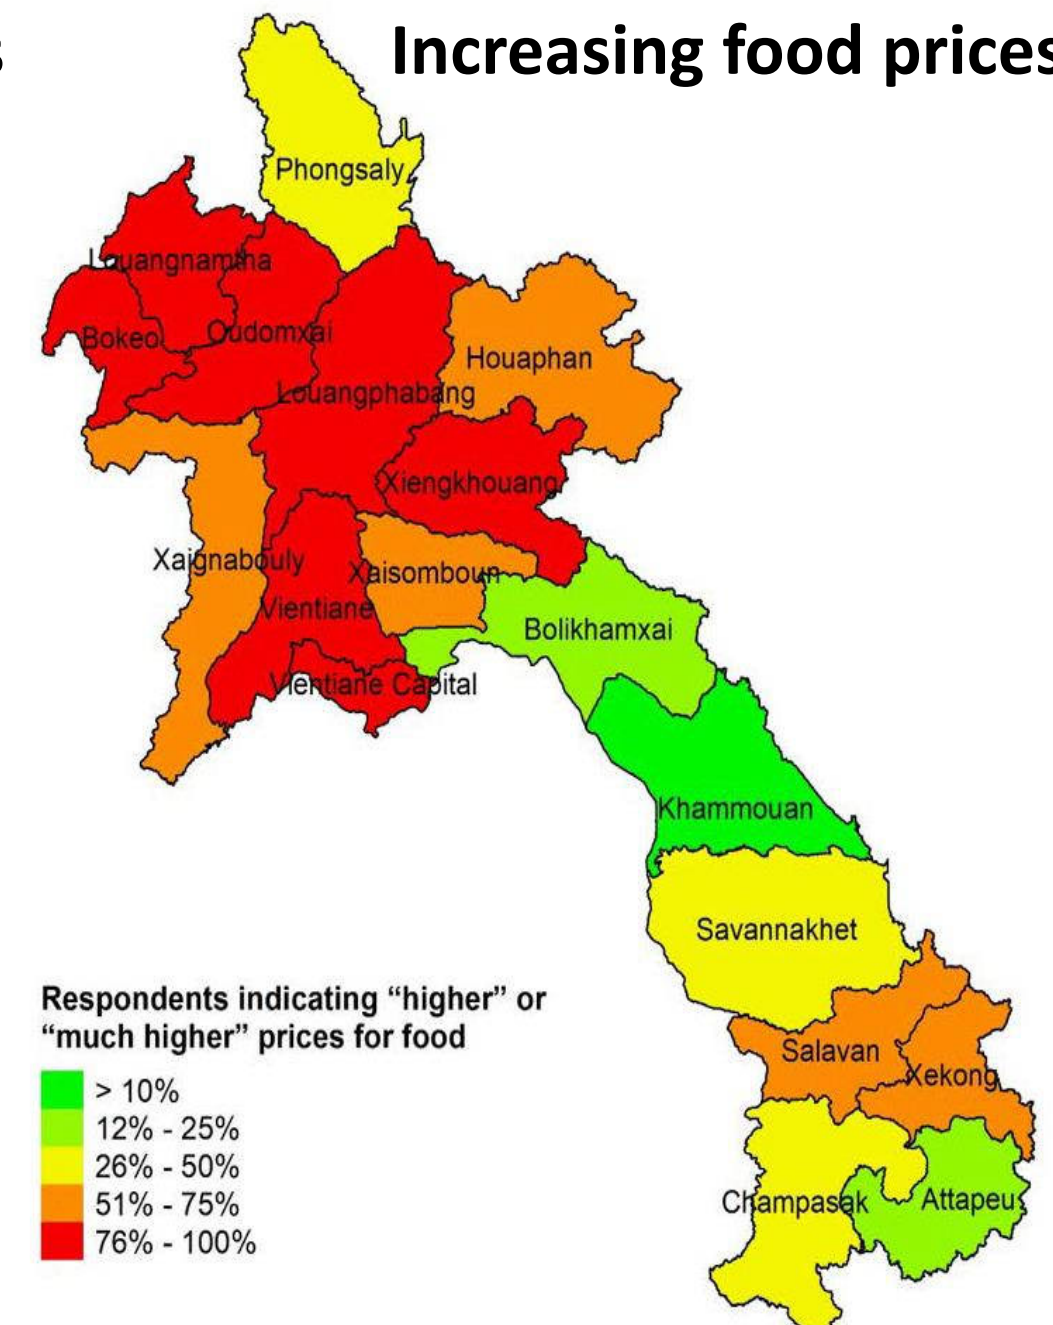 s
Increasing food prices
Phongsaly
Louangnamtha
Bokeo
Oudomxai
Houaphan
Louangphabang
Xiengkhouang
Xaignabouly
Xaisomboun
Vientiane
Bolikhamxai
Vientiane Capital
Khammouan
Savannakhet
Salavan
Xekong
Champasak
Attapeu
Respondents indicating “higher” or
“much higher” prices for food
> 10%
12% - 25%
26% - 50%
51% - 75%
76% - 100%